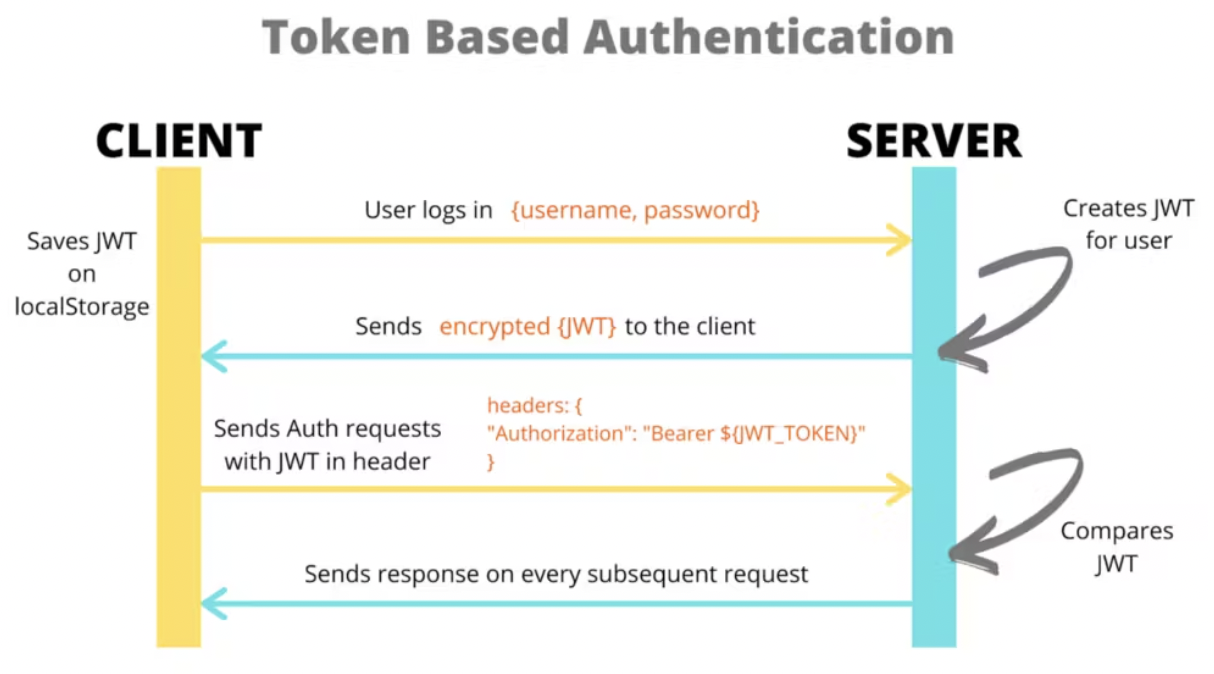 Token Based Authentication
CLIENT
SERVER
User logs in {username, password}
Creates JWT
for user
Saves JWT
on
localStorage
Sends encrypted {JWT} to the client
Sends Auth requests
with JWT in header
headers: {
"Authorization": "Bearer ${JWT_TOKEN}"
}
Compares
JWT
Sends response on every subsequent request